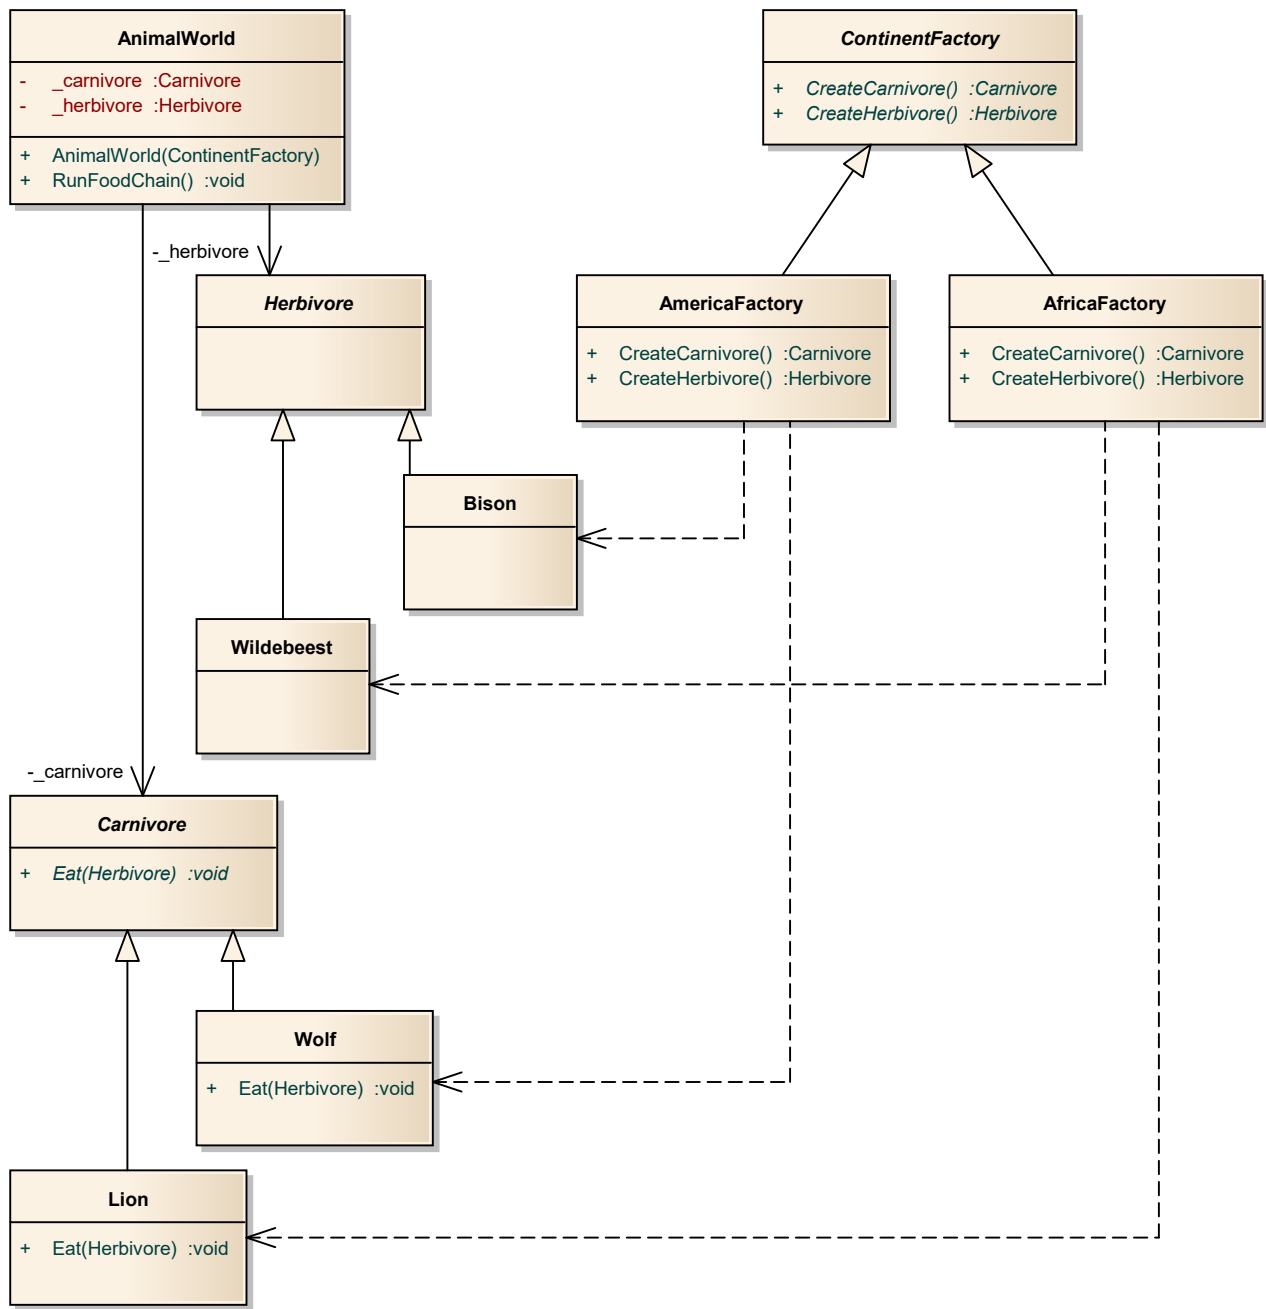 AnimalWorld
- _carnivore :Carnivore
- _herbivore :Herbivore
+ AnimalWorld(ContinentFactory)
+ RunFoodChain() :void
ContinentFactory
+ CreateCarnivore() :Carnivore
+ CreateHerbivore() :Herbivore
-_herbivore
Herbivore
AmericaFactory
+ CreateCarnivore() :Carnivore
+ CreateHerbivore() :Herbivore
AfricaFactory
+ CreateCarnivore() :Carnivore
+ CreateHerbivore() :Herbivore
Bison
Wildebeest
-_carnivore
Carnivore
+ Eat(Herbivore) :void
Wolf
+ Eat(Herbivore) :void
Lion
+ Eat(Herbivore) :void